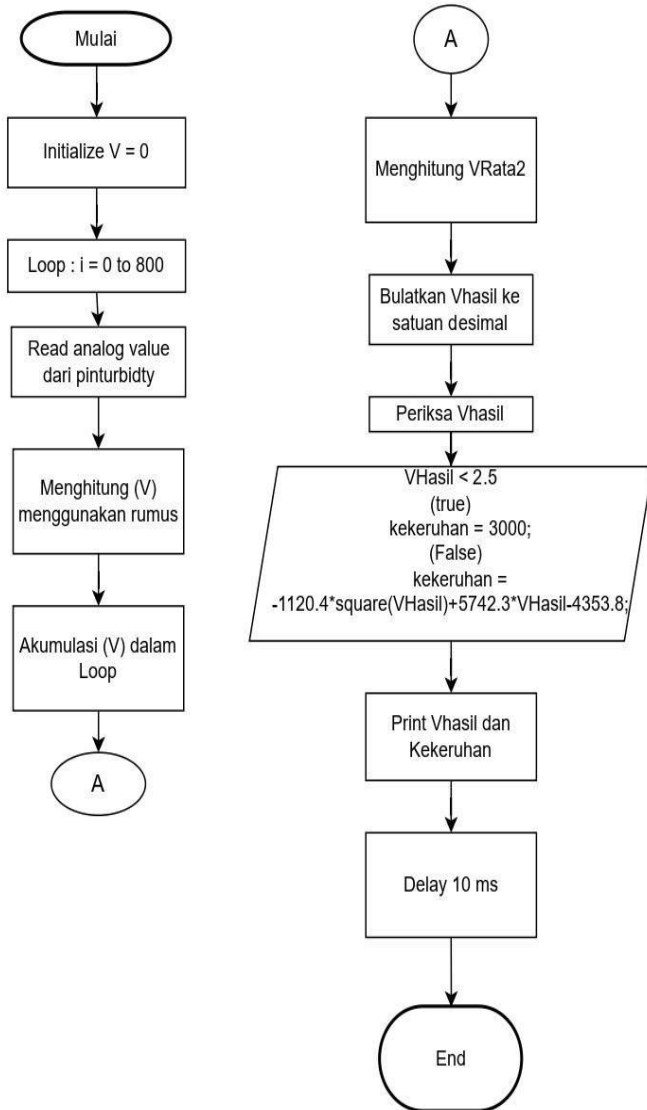 Mulai
Initialize V = 0
Loop : i = 0 to 800
Read analog value
dari pinturbidty
Menghitung (V)
menggunakan rumus
Akumulasi (V) dalam
Loop
A
A
Menghitung VRata2
Bulatkan Vhasil ke
satuan desimal
Periksa Vhasil
VHasil < 2.5
(true)
kekeruhan = 3000;
(False)
kekeruhan =
-1120.4*square(VHasil)+5742.3*VHasil-4353.8;
Print Vhasil dan
Kekeruhan
Delay 10 ms
End